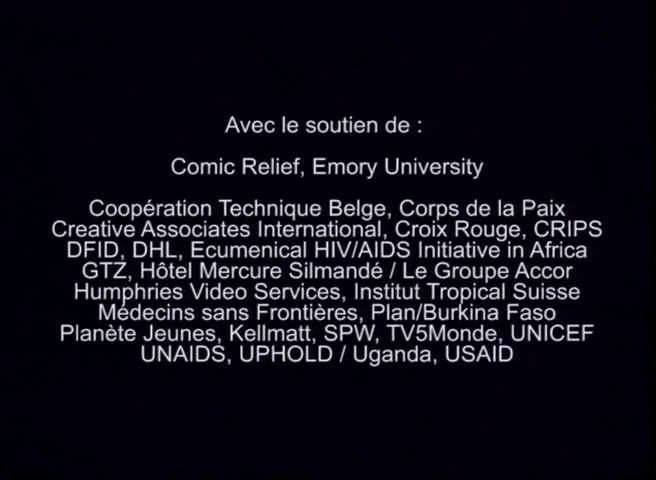 Avec le soutien de :
Comic Relief, Emory University
Coopération Technique Belge, Corps de la Paix
Creative Associates International, Croix Rouge, CRIPS
DFID, DHL, Ecumenical HIV/AIDS Initiative in Africa
GTZ, Hôtel Mercure Silmandé / Le Groupe Accor
Humphries Video Services, Institut Tropical Suisse
Médecins sans Frontières, Plan/Burkina Faso
Planète Jeunes, Kellmatt, SPW, TV5Monde, UNICEF
UNAIDS, UPHOLD / Uganda, USAID